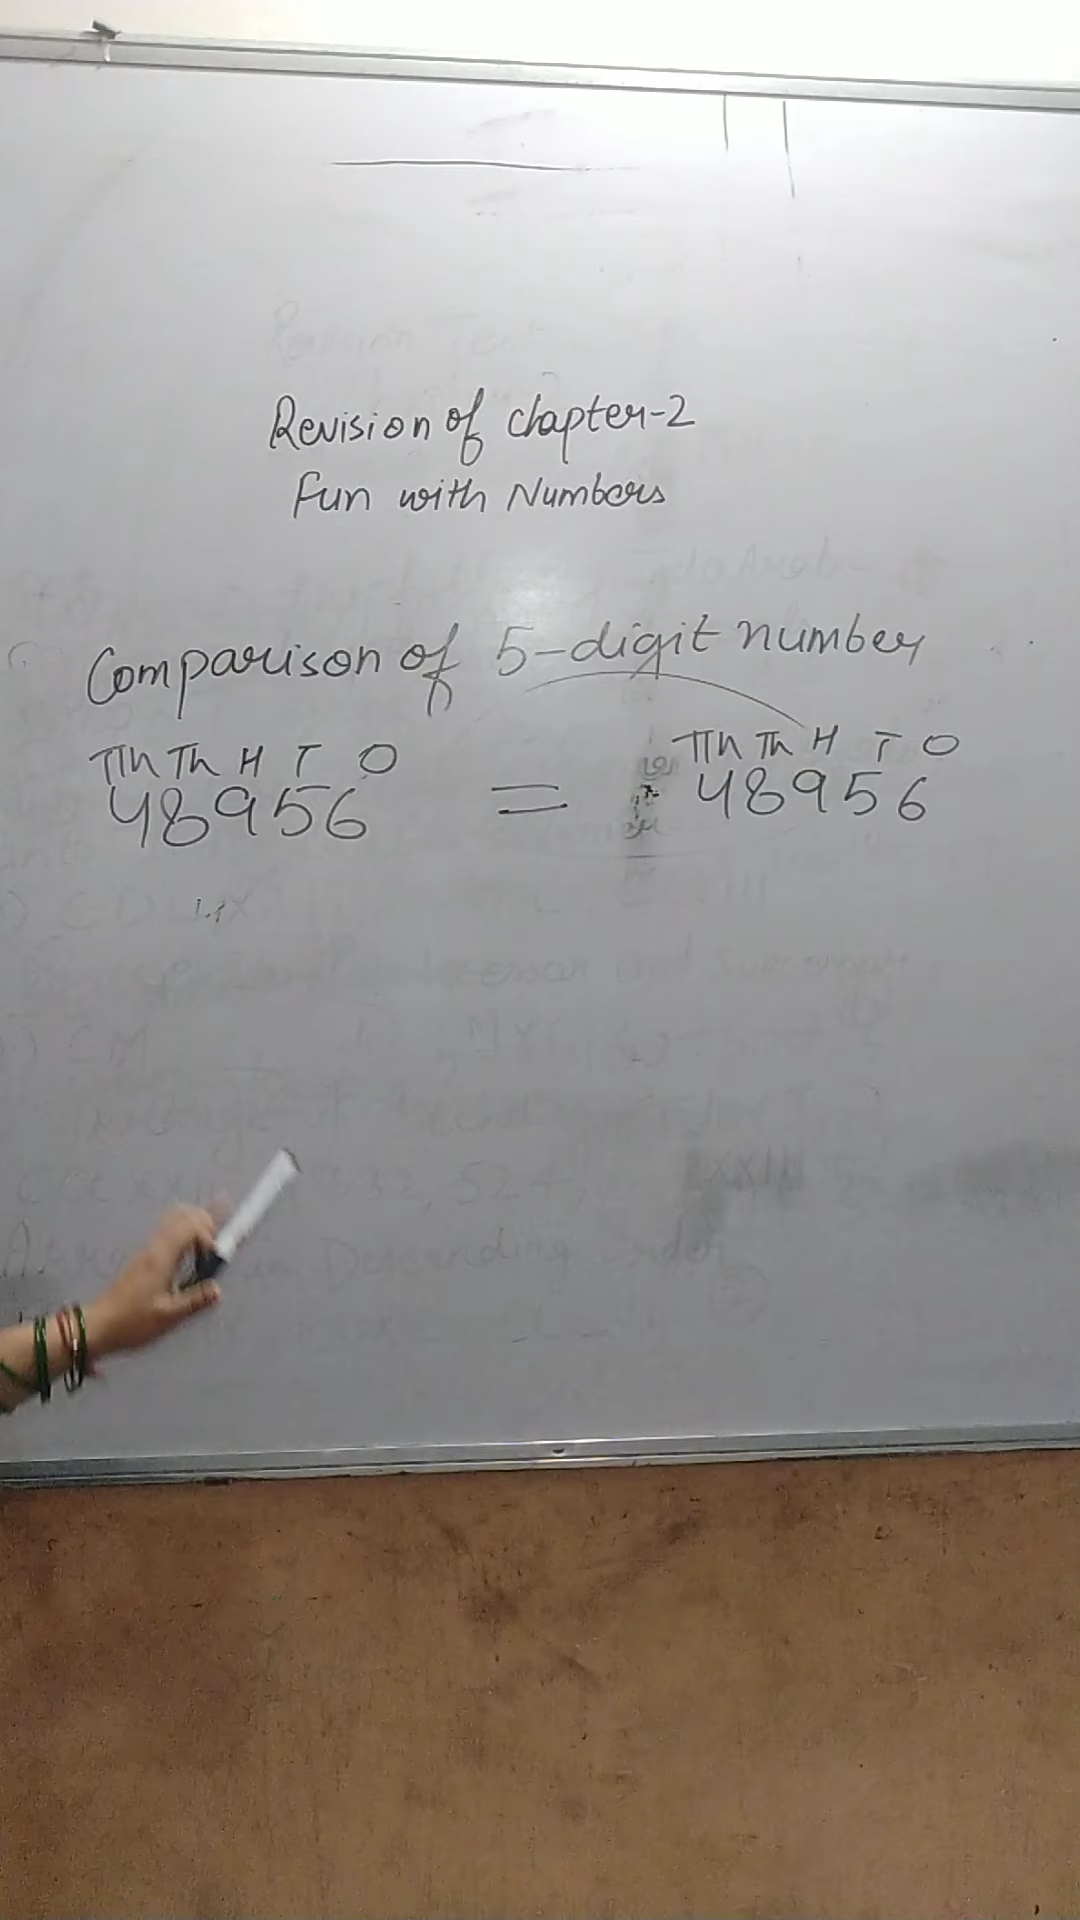 Revision of chapter-2
Fun with Numbers
Comparison of 5-digit number
TTh Th H T O TTh Th H T O
48956 = 48956